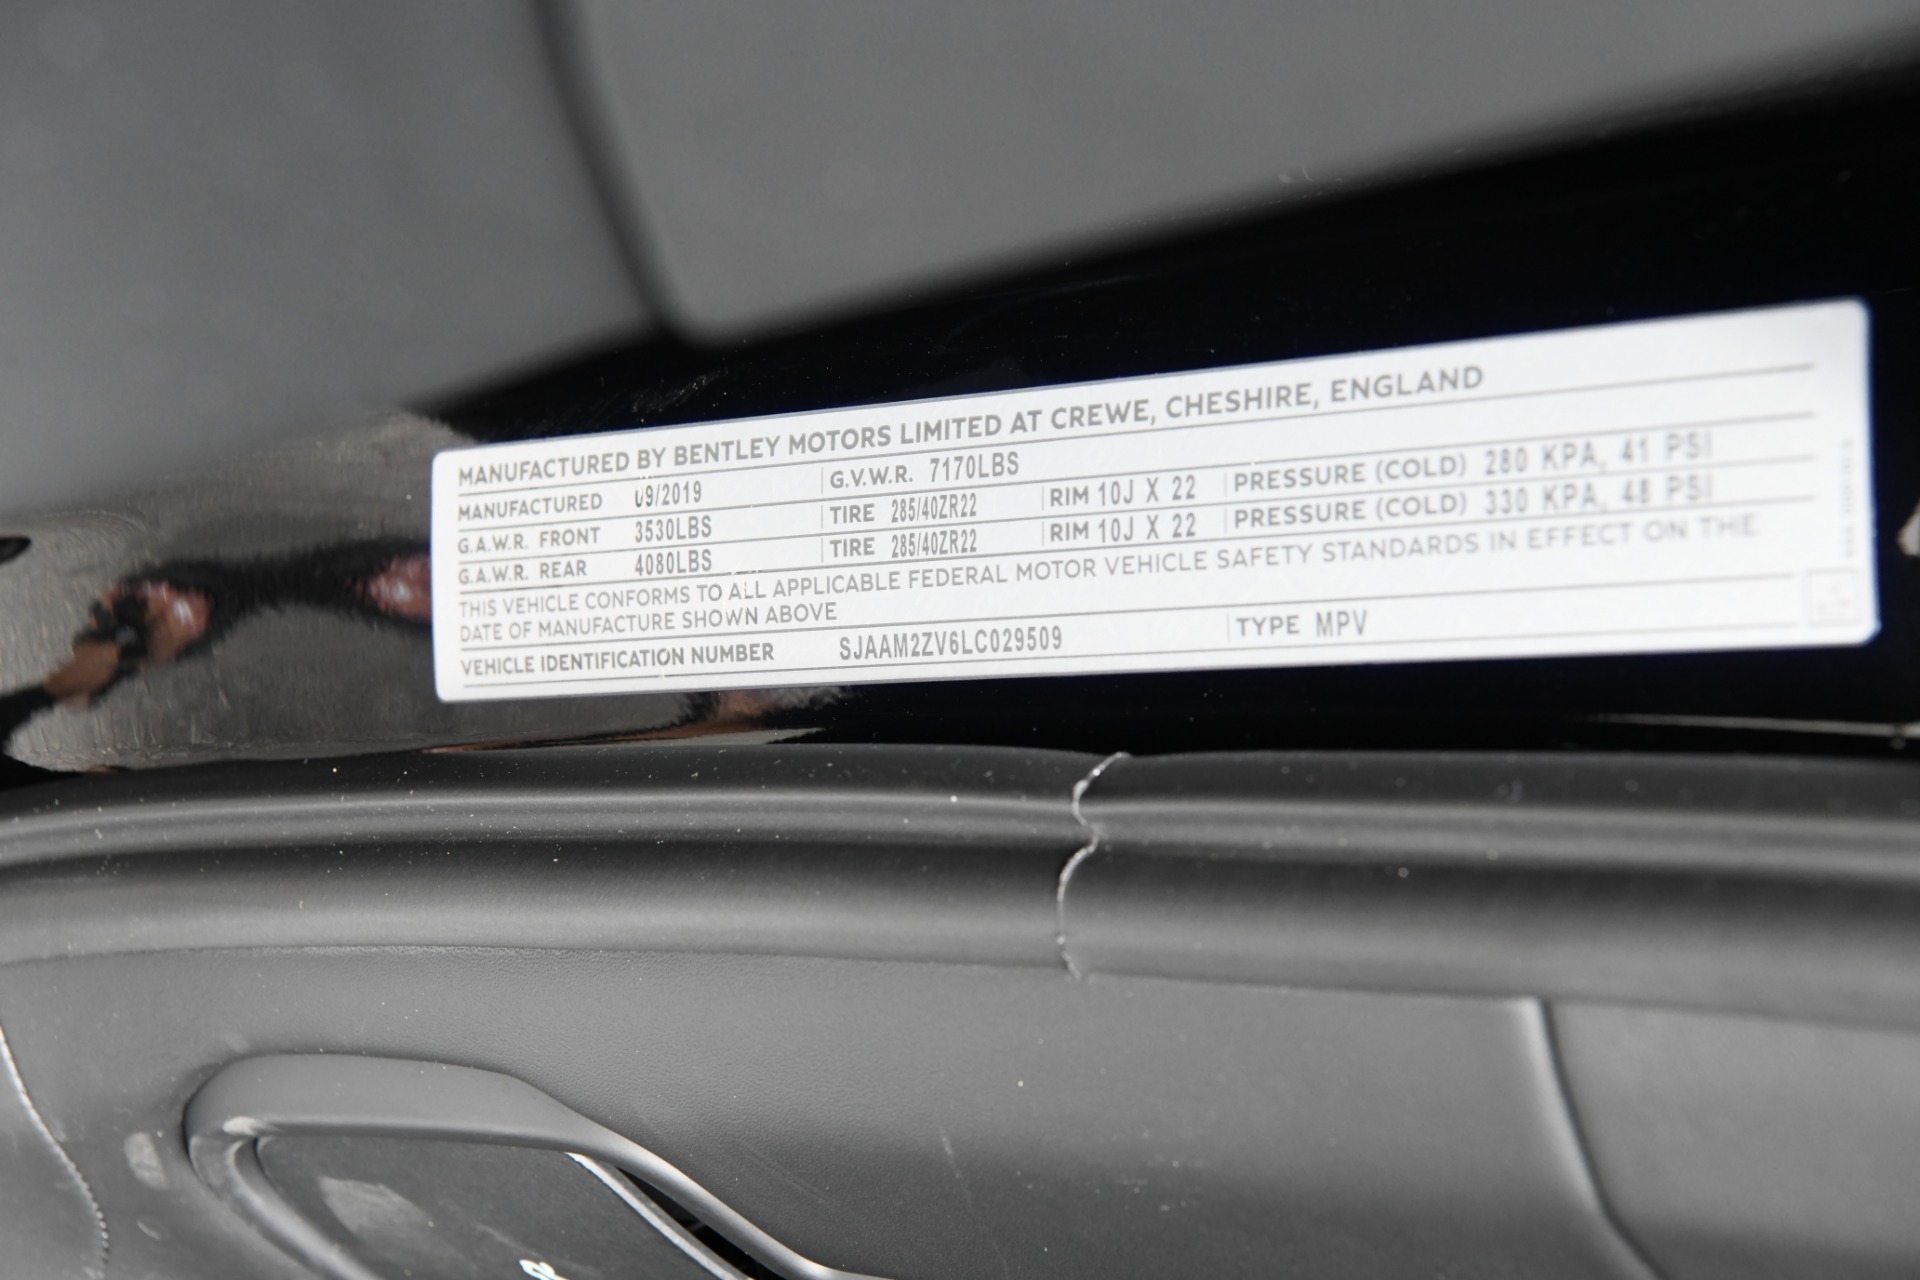 MANUFACTURED BY BENTLEY MOTORS LIMITED AT CREWE, CHESHIRE, ENGLAND
MANUFACTURED 09/2019 G.V.W.R. 7170LBS
G.A.W.R. FRONT 3530LBS TIRE 285/40ZR22 RIM 10J X 22 PRESSURE (COLD) 280 KPA, 41 PSI
G.A.W.R. REAR 4080LBS TIRE 285/40ZR22 RIM 10J X 22 PRESSURE (COLD) 330 KPA, 48 PSI
THIS VEHICLE CONFORMS TO ALL APPLICABLE FEDERAL MOTOR VEHICLE SAFETY STANDARDS IN EFFECT ON THE
DATE OF MANUFACTURE SHOWN ABOVE
VEHICLE IDENTIFICATION NUMBER SJAAM2ZV6LC029509 TYPE MPV